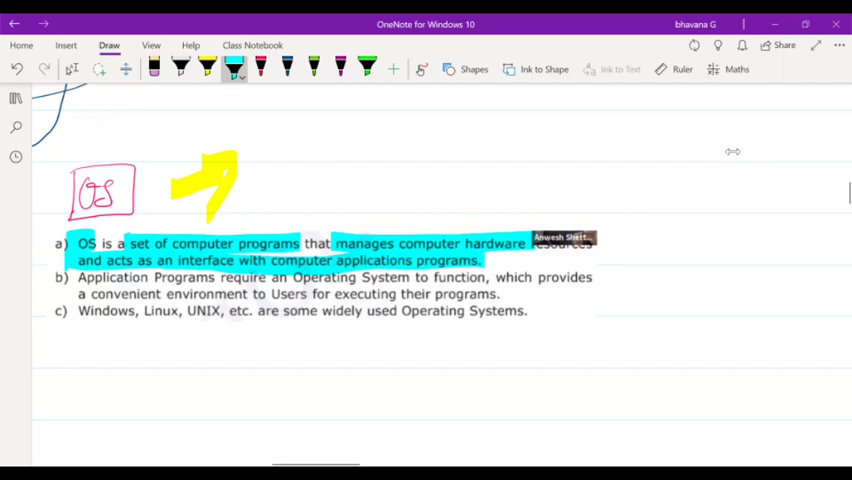 OneNote for Windows 10
bhavana G
Home Insert Draw View Help Class Notebook
Share
Shapes Ink to Shape Ink to Text Ruler Maths
OS
a) OS is a set of computer programs that manages computer hardware resources
Anwesh Shett...
and acts as an interface with computer applications programs.
b) Application Programs require an Operating System to function, which provides
a convenient environment to Users for executing their programs.
c) Windows, Linux, UNIX, etc. are some widely used Operating Systems.